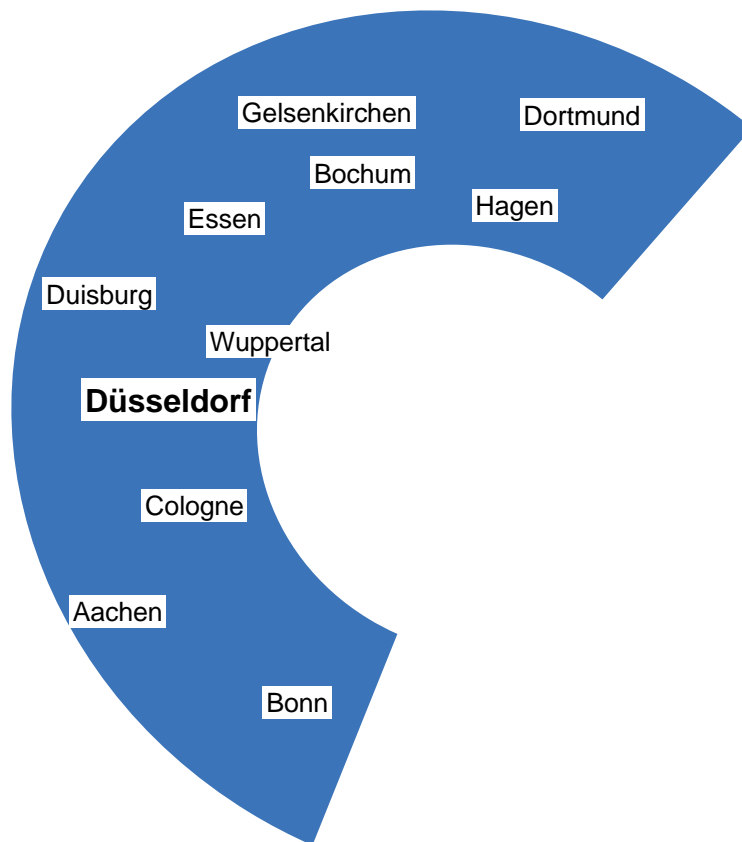 Gelsenkirchen
Dortmund
Bochum
Hagen
Essen
Duisburg
Wuppertal
Düsseldorf
Cologne
Aachen
Bonn